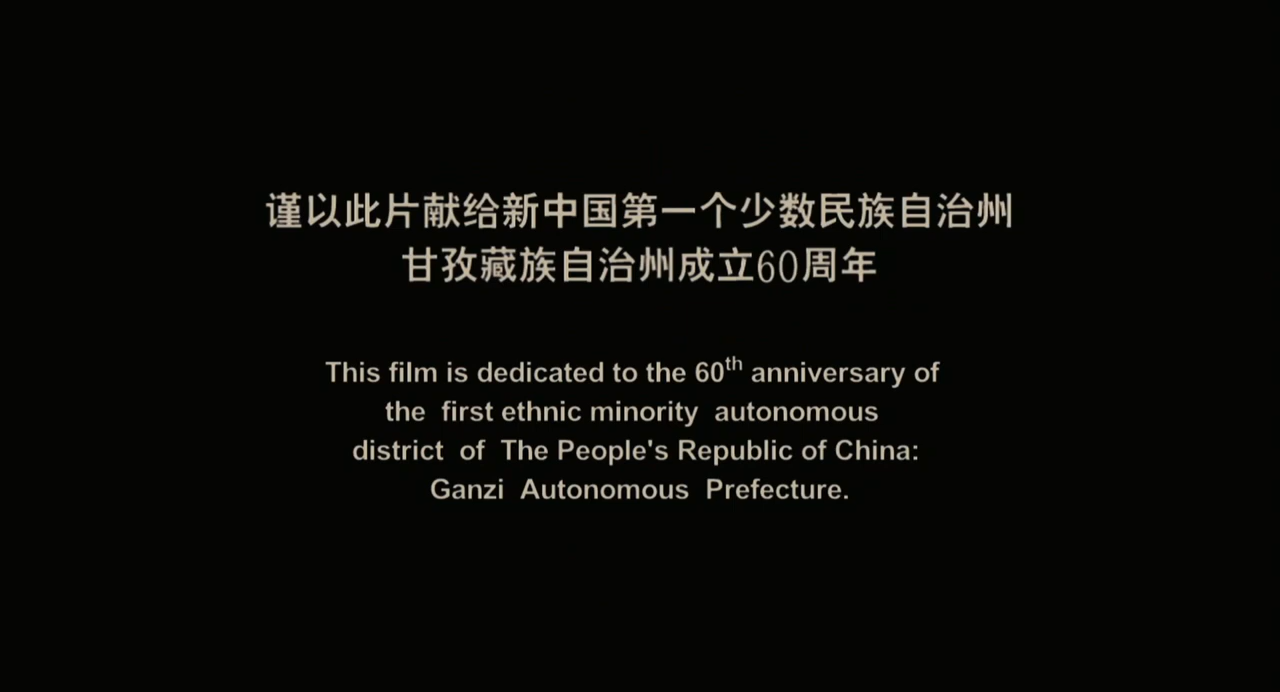 谨以此片献给新中国第一个少数民族自治州
甘孜藏族自治州成立60周年
This film is dedicated to the 60th anniversary of
the first ethnic minority autonomous
district of The People's Republic of China:
Ganzi Autonomous Prefecture.